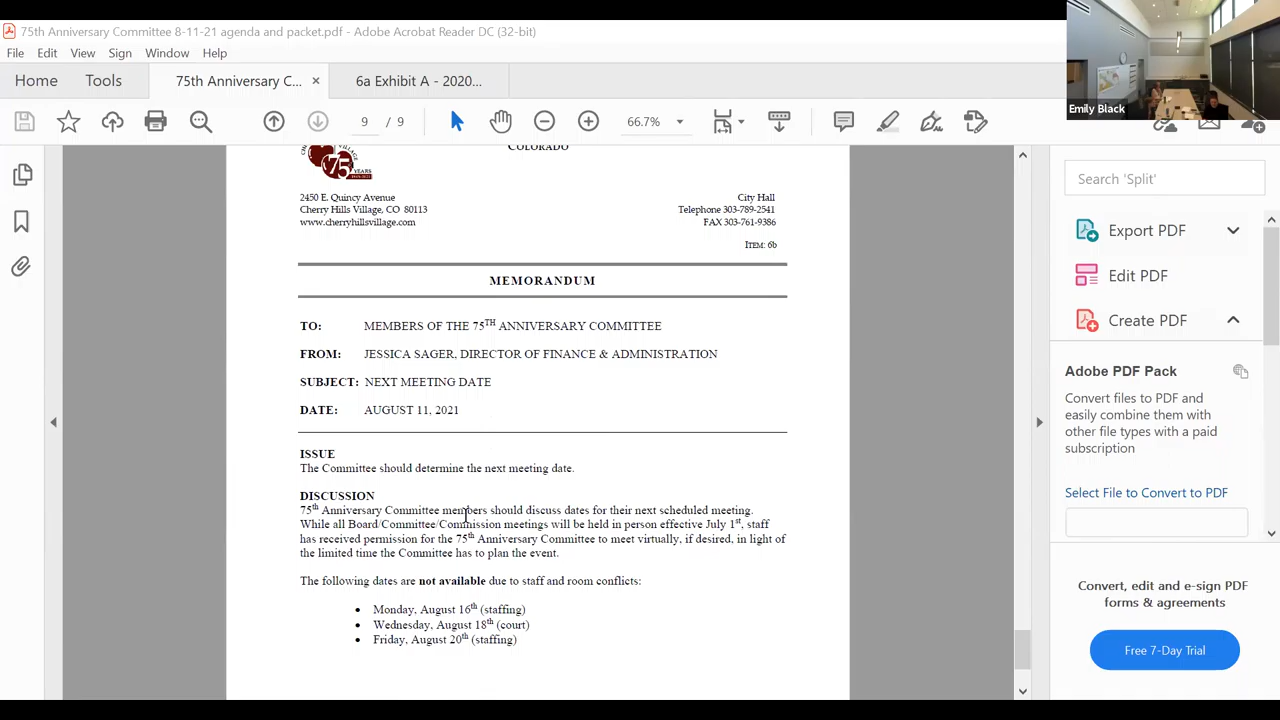 75th Anniversary Committee 8-11-21 agenda and packet.pdf - Adobe Acrobat Reader DC (32-bit)
File Edit View Sign Window Help
Home Tools 75th Anniversary C... × 6a Exhibit A - 2020...
Emily Black
9 / 9 66.7%
COLORADO
75 YEARS
2450 E. Quincy Avenue City Hall
Cherry Hills Village, CO 80113 Telephone 303-789-2541
www.cherryhillsvillage.com FAX 303-761-9386
ITEM: 6b
MEMORANDUM
TO: MEMBERS OF THE 75TH ANNIVERSARY COMMITTEE
FROM: JESSICA SAGER, DIRECTOR OF FINANCE & ADMINISTRATION
SUBJECT: NEXT MEETING DATE
DATE: AUGUST 11, 2021
ISSUE
The Committee should determine the next meeting date.
DISCUSSION
75th Anniversary Committee members should discuss dates for their next scheduled meeting.
While all Board/Committee/Commission meetings will be held in person effective July 1st, staff
has received permission for the 75th Anniversary Committee to meet virtually, if desired, in light of
the limited time the Committee has to plan the event.
The following dates are not available due to staff and room conflicts:
• Monday, August 16th (staffing)
• Wednesday, August 18th (court)
• Friday, August 20th (staffing)
Search 'Split'
Export PDF
Edit PDF
Create PDF
Adobe PDF Pack
Convert files to PDF and
easily combine them with
other file types with a paid
subscription
Select File to Convert to PDF
Convert, edit and e-sign PDF
forms & agreements
Free 7-Day Trial